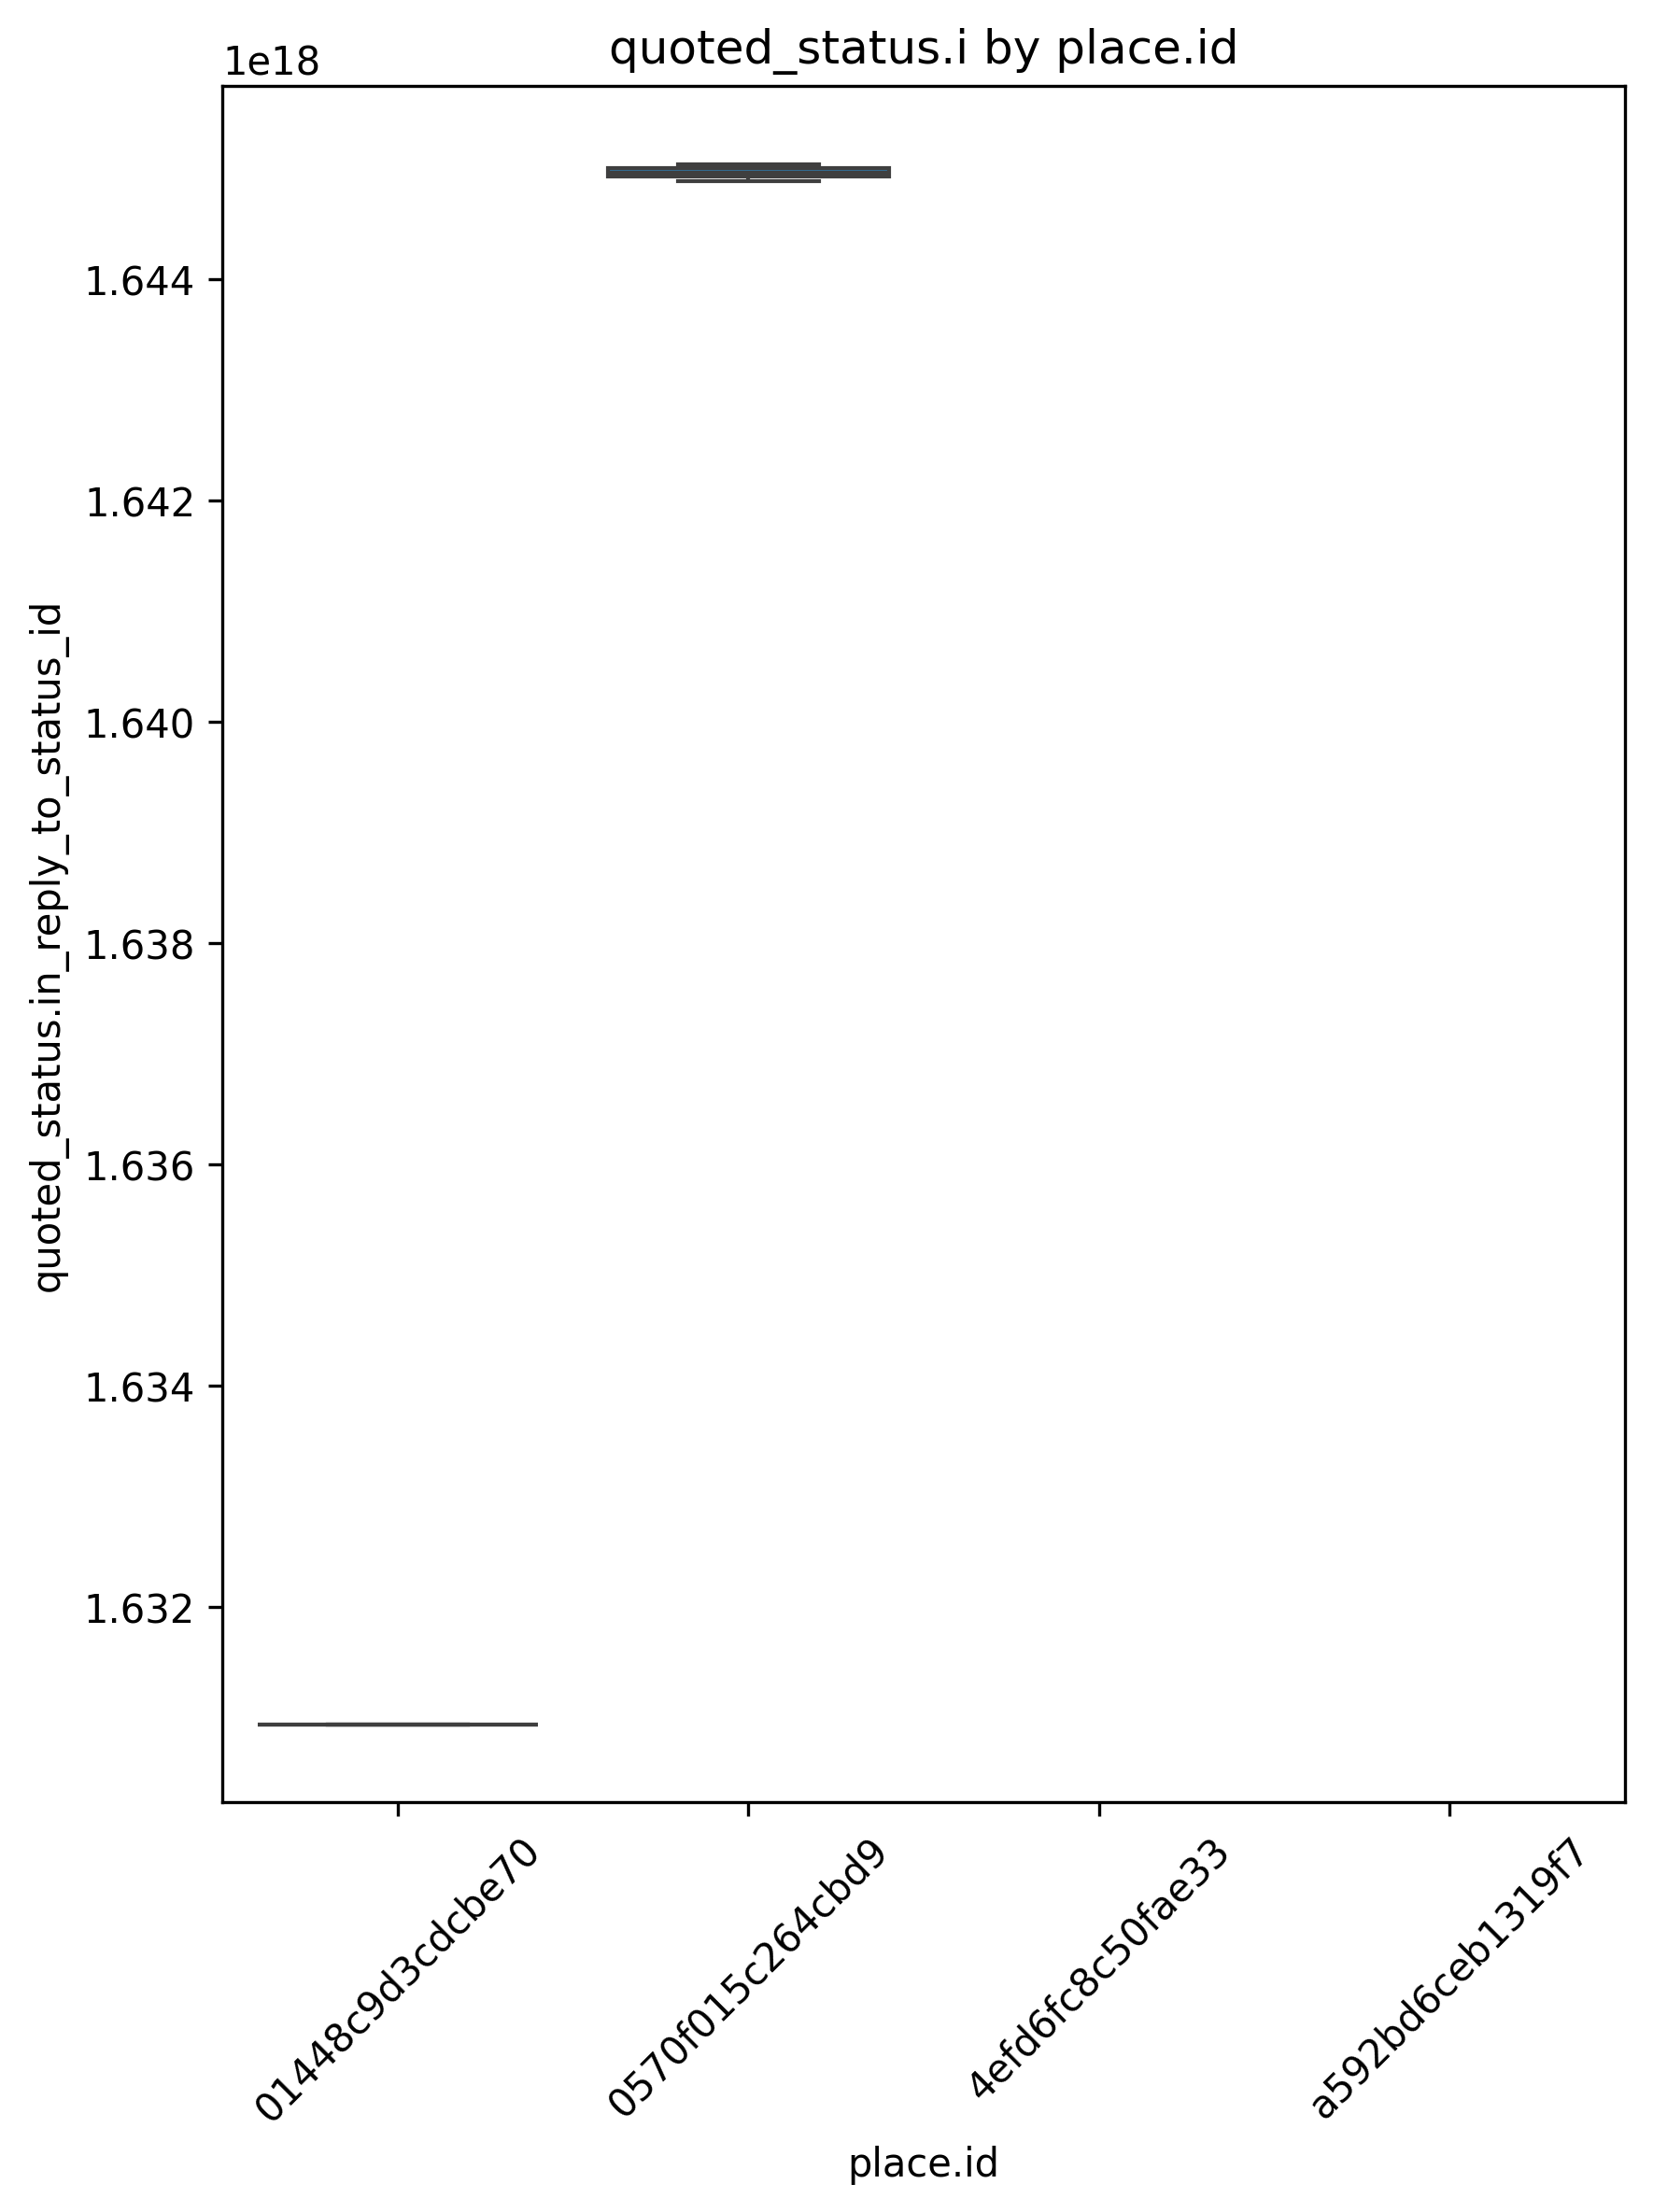 quoted_status.i by place.id
1e18
1.644
1.642
1.640
1.638
1.636
1.634
1.632
quoted_status.in_reply_to_status_id
01448c9d3cdcbe70
0570f015c264cbd9
4efd6fc8c50fae33
a592bd6ceb1319f7
place.id